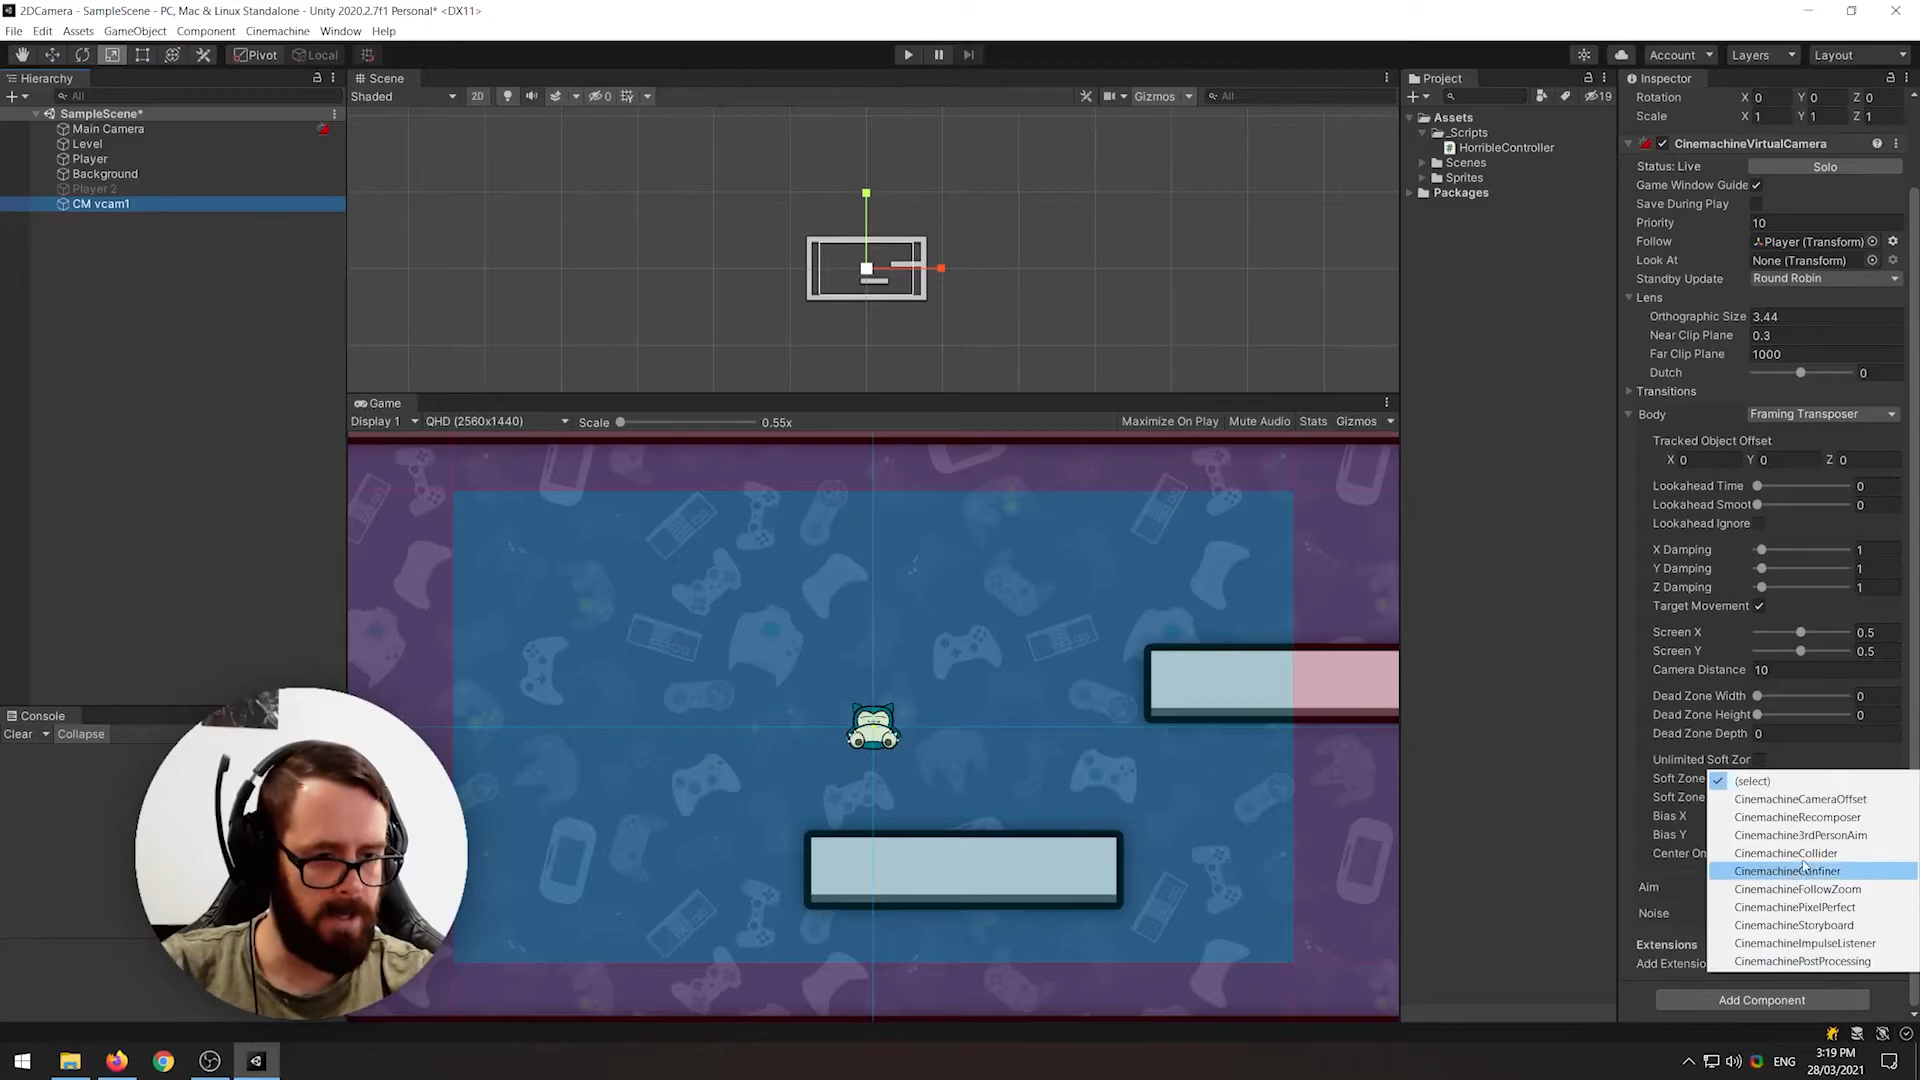 2DCamera - SampleScene - PC, Mac & Linux Standalone - Unity 2020.2.7f1 Personal* <DX11>
File Edit Assets GameObject Component Cinemachine Window Help
Pivot Local Account Layers Layout
Hierarchy
All
SampleScene*
Main Camera
Level
Player
Background
Player 2
CM vcam1
Scene
Shaded 2D 0 Gizmos All
Game
Display 1 QHD (2560x1440) Scale 0.55x Maximize On Play Mute Audio Stats Gizmos
Console
Clear Collapse
Project
19
Assets
_Scripts
HorribleController
Scenes
Sprites
Packages
Inspector
Rotation X 0 Y 0 Z 0
Scale X 1 Y 1 Z 1
CinemachineVirtualCamera
Status: Live Solo
Game Window Guide
Save During Play
Priority 10
Follow Player (Transform)
Look At None (Transform)
Standby Update Round Robin
Lens
Orthographic Size 3.44
Near Clip Plane 0.3
Far Clip Plane 1000
Dutch 0
Transitions
Body Framing Transposer
Tracked Object Offset
X 0 Y 0 Z 0
Lookahead Time 0
Lookahead Smoot 0
Lookahead Ignore
X Damping 1
Y Damping 1
Z Damping 1
Target Movement
Screen X 0.5
Screen Y 0.5
Camera Distance 10
Dead Zone Width 0
Dead Zone Height 0
Dead Zone Depth 0
Unlimited Soft Zor
Soft Zone
Soft Zone
Bias X
Bias Y
Center On
Aim
Noise
Extensions
Add Extensio
(select)
CinemachineCameraOffset
CinemachineRecomposer
Cinemachine3rdPersonAim
CinemachineCollider
CinemachineConfiner
CinemachineFollowZoom
CinemachinePixelPerfect
CinemachineStoryboard
CinemachineImpulseListener
CinemachinePostProcessing
Add Component
ENG
3:19 PM
28/03/2021